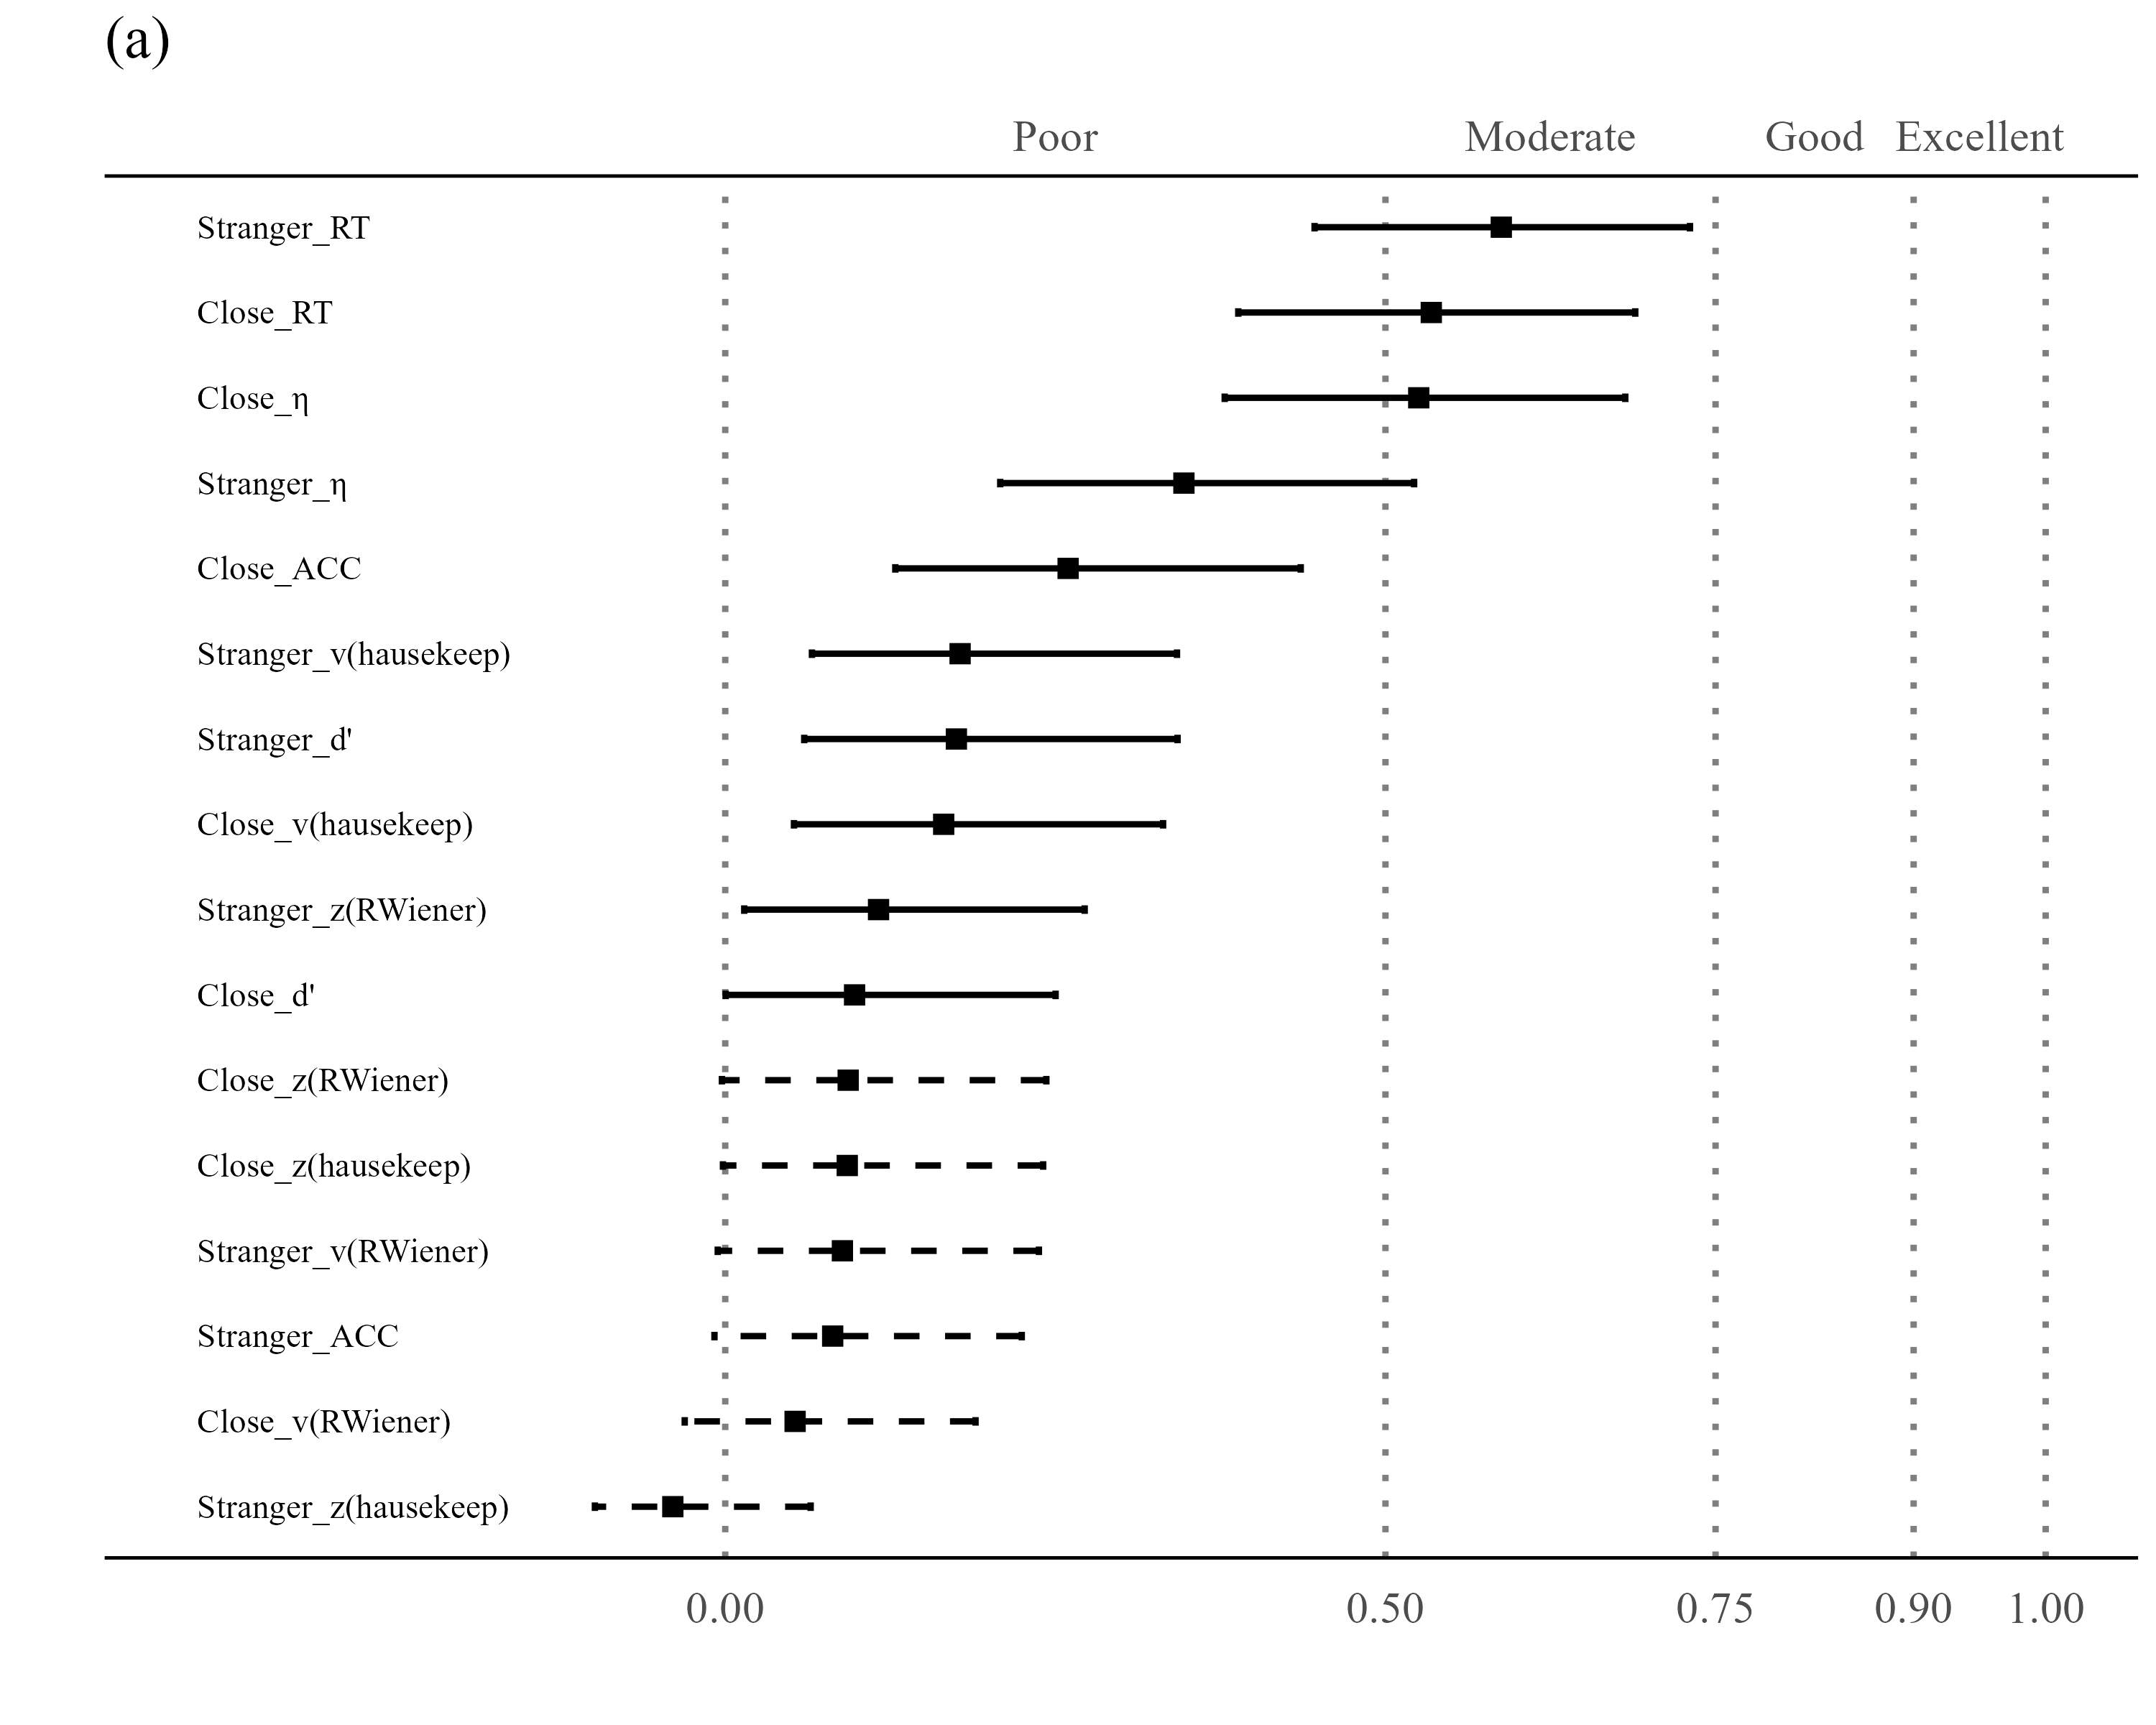 (a)
Poor Moderate Good Excellent
Stranger_RT
Close_RT
Close_η
Stranger_η
Close_ACC
Stranger_v(hausekeep)
Stranger_d'
Close_v(hausekeep)
Stranger_z(RWiener)
Close_d'
Close_z(RWiener)
Close_z(hausekeep)
Stranger_v(RWiener)
Stranger_ACC
Close_v(RWiener)
Stranger_z(hausekeep)
0.00 0.50 0.75 0.90 1.00